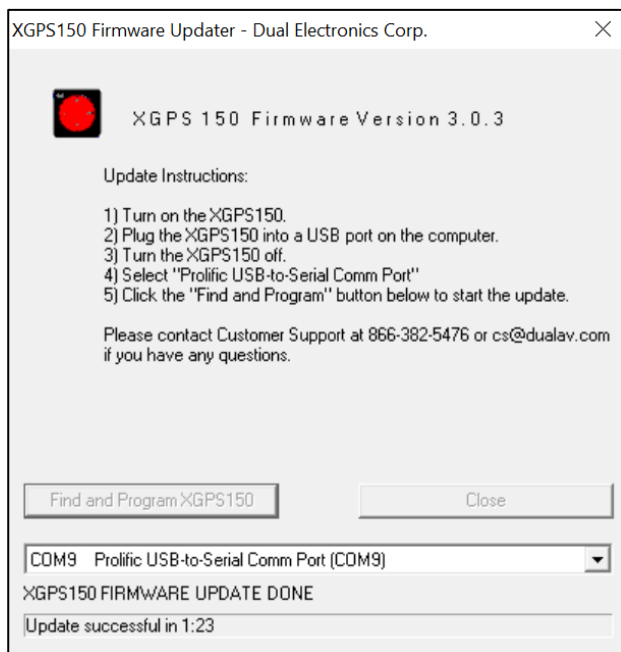 XGPS150 Firmware Updater - Dual Electronics Corp.
XGPS 150 Firmware Version 3.0.3
Update Instructions:
1) Turn on the XGPS150.
2) Plug the XGPS150 into a USB port on the computer.
3) Turn the XGPS150 off.
4) Select "Prolific USB-to-Serial Comm Port"
5) Click the "Find and Program" button below to start the update.
Please contact Customer Support at 866-382-5476 or cs@dualav.com
if you have any questions.
Find and Program XGPS150
Close
COM9 Prolific USB-to-Serial Comm Port (COM9)
XGPS150 FIRMWARE UPDATE DONE
Update successful in 1:23